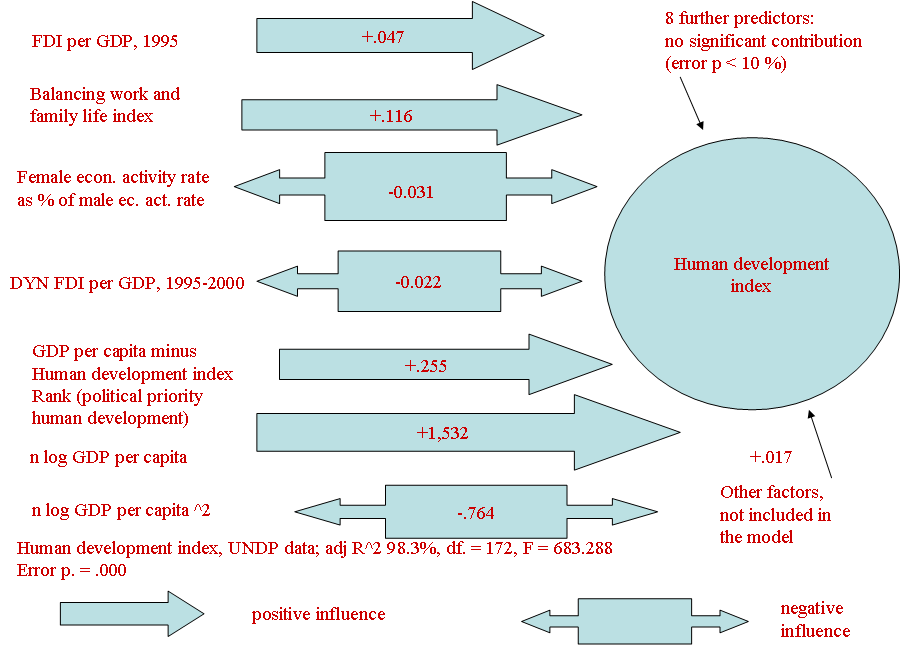 FDI per GDP, 1995
+.047
8 further predictors:
no significant contribution
(error p < 10 %)
Balancing work and
family life index
+.116
Female econ. activity rate
as % of male ec. act. rate
-0.031
Human development
index
DYN FDI per GDP, 1995-2000
-0.022
GDP per capita minus
Human development index
Rank (political priority
human development)
+.255
+1,532
n log GDP per capita
+.017
Other factors,
not included in
the model
n log GDP per capita ^2
-.764
Human development index, UNDP data; adj R^2 98.3%, df. = 172, F = 683.288
Error p. = .000
positive influence
negative
influence